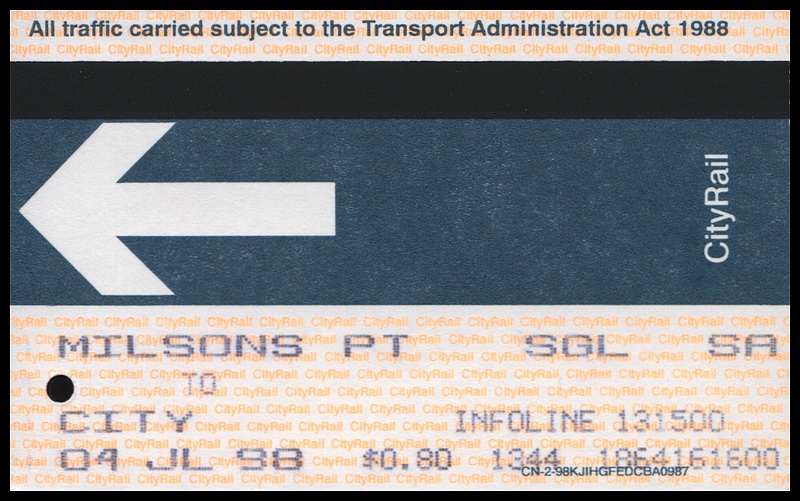 All traffic carried subject to the Transport Administration Act 1988
CityRail
MILSONS PT SGL SA
TO
CITY INFOLINE 131500
04 JL 98 $0.80 1344 1864161600
CN-2-98KJIHGFEDCBA0987